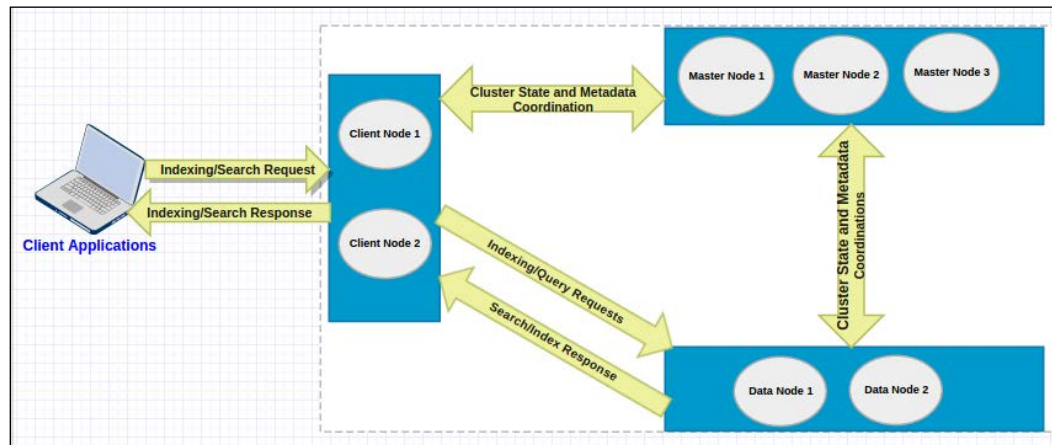 Master Node 1
Master Node 2
Master Node 3
Cluster State and Metadata
Coordination
Client Node 1
Indexing/Search Request
Indexing/Search Response
Client Applications
Client Node 2
Indexing/Query Requests
Search/Index Response
Cluster State and Metadata
Coordinations
Data Node 1
Data Node 2